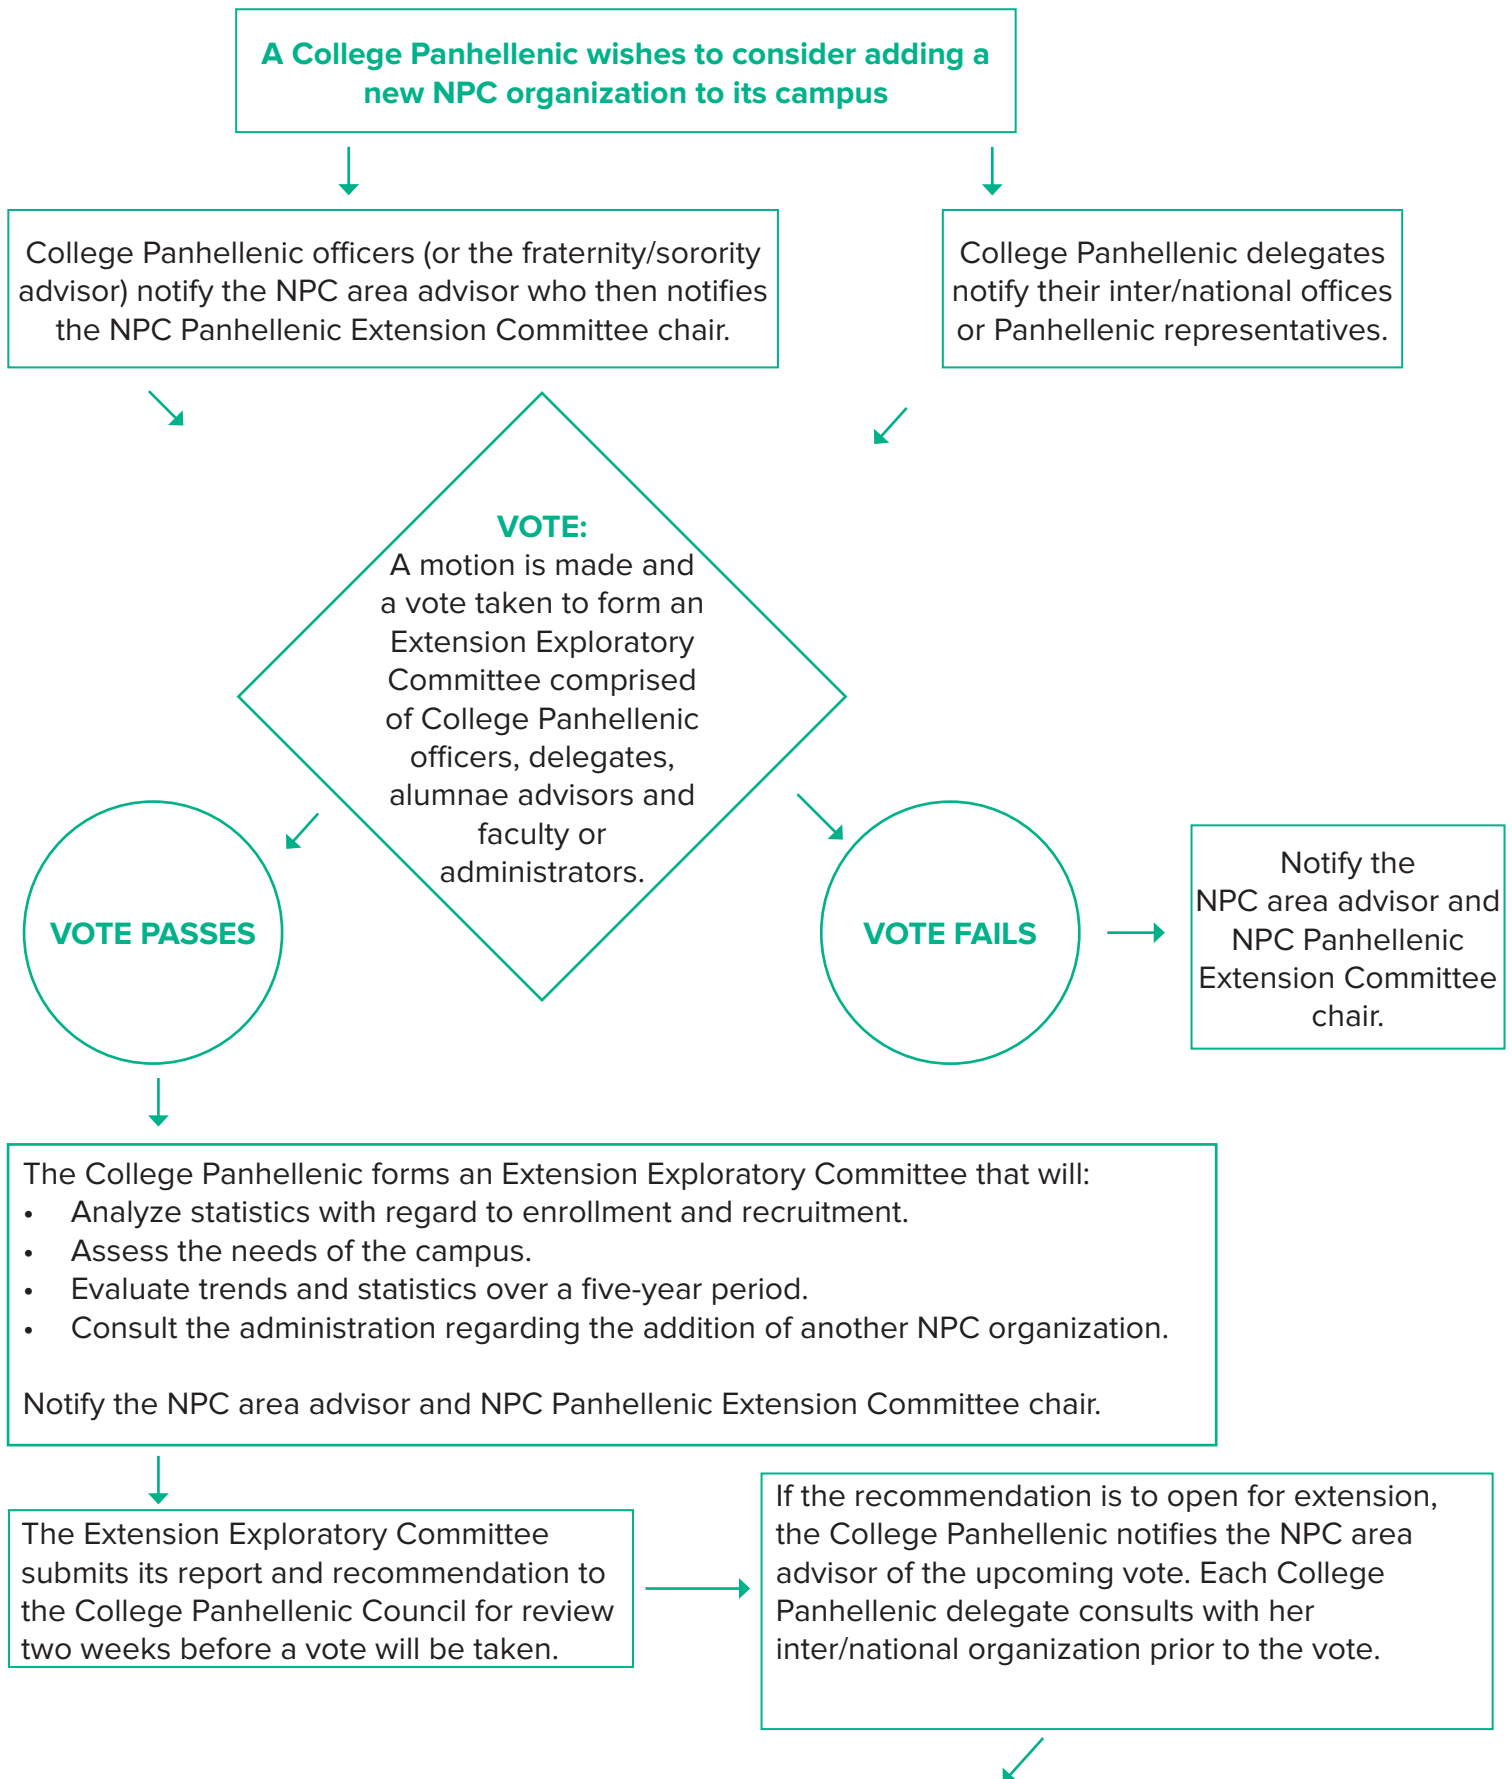 A College Panhellenic wishes to consider adding a
new NPC organization to its campus
College Panhellenic officers (or the fraternity/sorority
advisor) notify the NPC area advisor who then notifies
the NPC Panhellenic Extension Committee chair.
College Panhellenic delegates
notify their inter/national offices
or Panhellenic representatives.
VOTE:
A motion is made and
a vote taken to form an
Extension Exploratory
Committee comprised
of College Panhellenic
officers, delegates,
alumnae advisors and
faculty or
administrators.
VOTE PASSES
VOTE FAILS
Notify the
NPC area advisor and
NPC Panhellenic
Extension Committee
chair.
The College Panhellenic forms an Extension Exploratory Committee that will:
• Analyze statistics with regard to enrollment and recruitment.
• Assess the needs of the campus.
• Evaluate trends and statistics over a five-year period.
• Consult the administration regarding the addition of another NPC organization.
Notify the NPC area advisor and NPC Panhellenic Extension Committee chair.
The Extension Exploratory Committee
submits its report and recommendation to
the College Panhellenic Council for review
two weeks before a vote will be taken.
If the recommendation is to open for extension,
the College Panhellenic notifies the NPC area
advisor of the upcoming vote. Each College
Panhellenic delegate consults with her
inter/national organization prior to the vote.